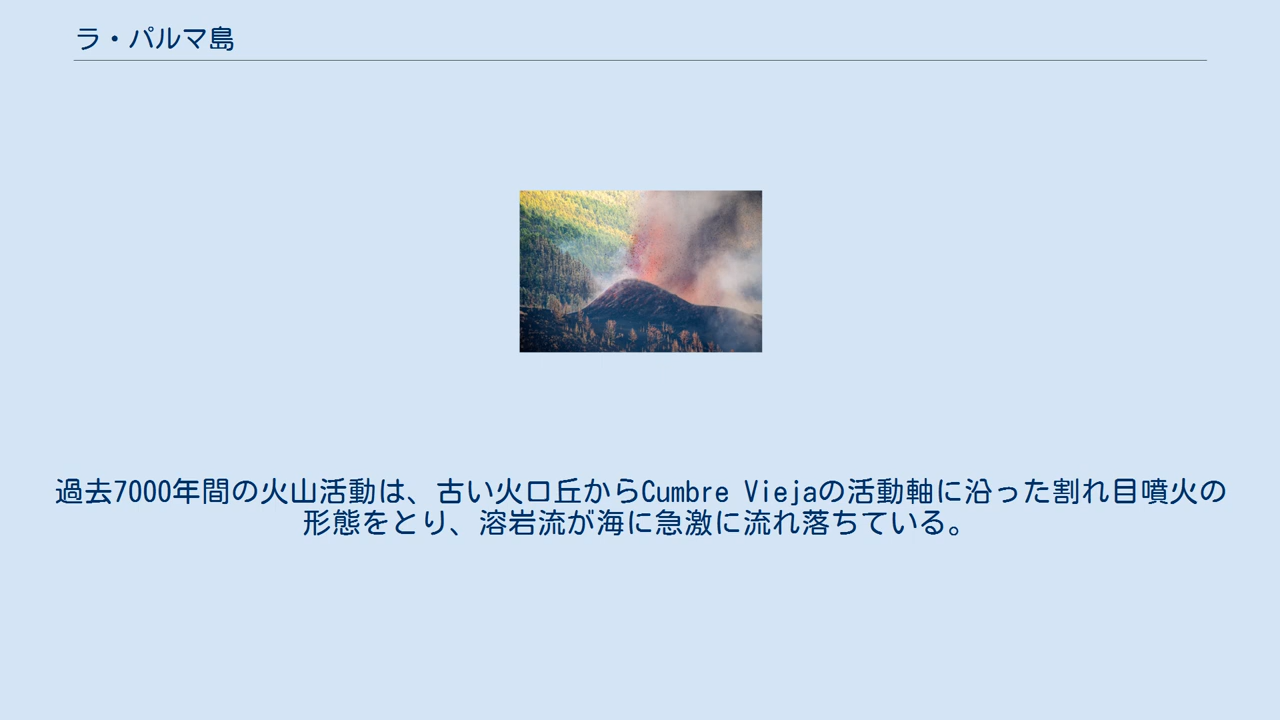 ラ・パルマ島
過去7000年間の火山活動は、古い火口丘からCumbre Viejaの活動軸に沿った割れ目噴火の
形態をとり、溶岩流が海に急激に流れ落ちている。